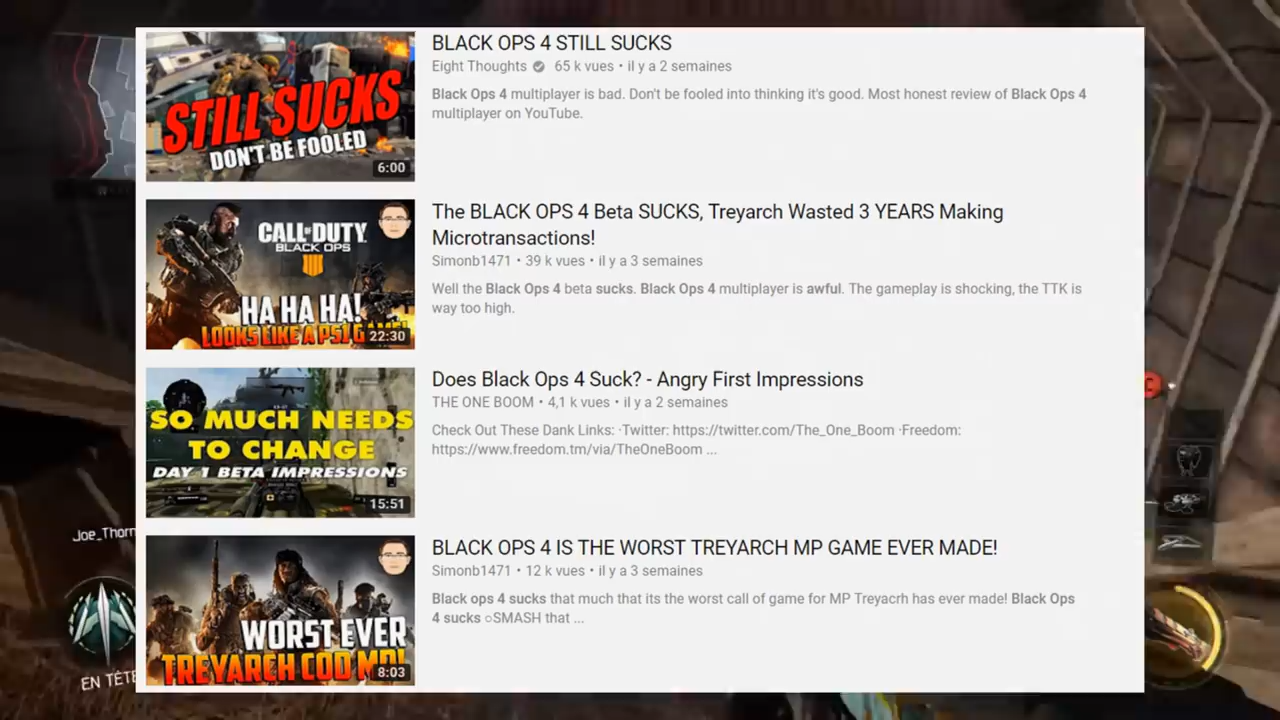 STILL SUCKS
DON'T BE FOOLED
6:00
BLACK OPS 4 STILL SUCKS
Eight Thoughts 65 k vues • il y a 2 semaines
Black Ops 4 multiplayer is bad. Don't be fooled into thinking it's good. Most honest review of Black Ops 4
multiplayer on YouTube.
CALL OF DUTY
BLACK OPS
HA HA HA!
LOOKS LIKE A PS1 GAME!
22:30
The BLACK OPS 4 Beta SUCKS, Treyarch Wasted 3 YEARS Making
Microtransactions!
Simonb1471 • 39 k vues • il y a 3 semaines
Well the Black Ops 4 beta sucks. Black Ops 4 multiplayer is awful. The gameplay is shocking, the TTK is
way too high.
SO MUCH NEEDS
TO CHANGE
DAY 1 BETA IMPRESSIONS
15:51
Does Black Ops 4 Suck? - Angry First Impressions
THE ONE BOOM • 4,1 k vues • il y a 2 semaines
Check Out These Dank Links: ·Twitter: https://twitter.com/The_One_Boom ·Freedom:
https://www.freedom.tm/via/TheOneBoom ...
WORST EVER
TREYARCH COD MP!
8:03
BLACK OPS 4 IS THE WORST TREYARCH MP GAME EVER MADE!
Simonb1471 • 12 k vues • il y a 3 semaines
Black ops 4 sucks that much that its the worst call of game for MP Treyacrh has ever made! Black Ops
4 sucks ○SMASH that ...
Joe_Thorn
EN TÊTE